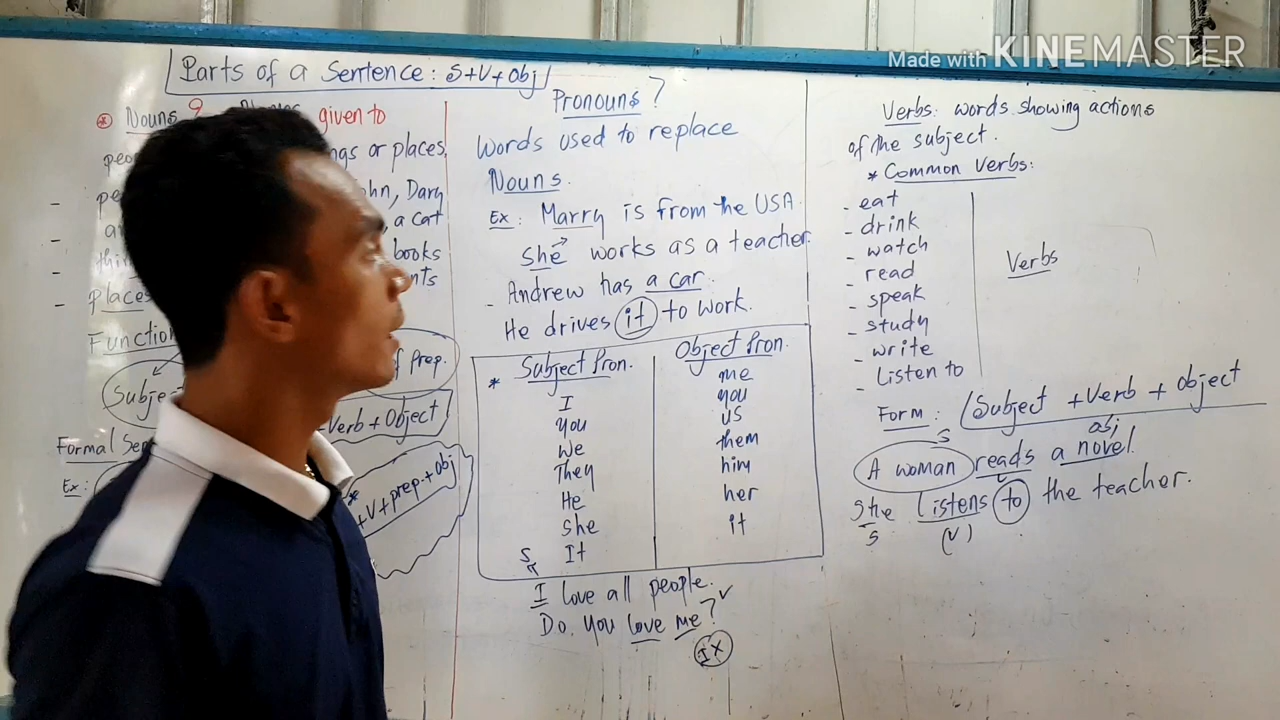 Made with KINEMASTER
Parts of a Sentence: S+V+Obj
Nouns ? given to
ngs or places.
ohn, Dary
a cat
books
nts
- places
Function
Subje
of prep.
Verb + Object
Formal Sen
Ex:
* +V+prep.+obj
Pronouns ?
Words used to replace
Nouns.
Ex: Marry is from the USA.
She works as a teacher.
- Andrew has a car.
He drives it to work.
* Subject Pron.
I
you
we
They
He
she
It
Object Pron.
me
you
us
them
him
her
it
S
I love all people.
Do you love me ? ✓
I X
Verbs: words showing actions
of the subject.
* Common Verbs:
- eat
- drink
- watch
- read
- speak
- study
- write
- Listen to
Verbs
Form: Subject + Verb + Object
S obj
A woman reads a novel.
She listens to the teacher.
S (V)